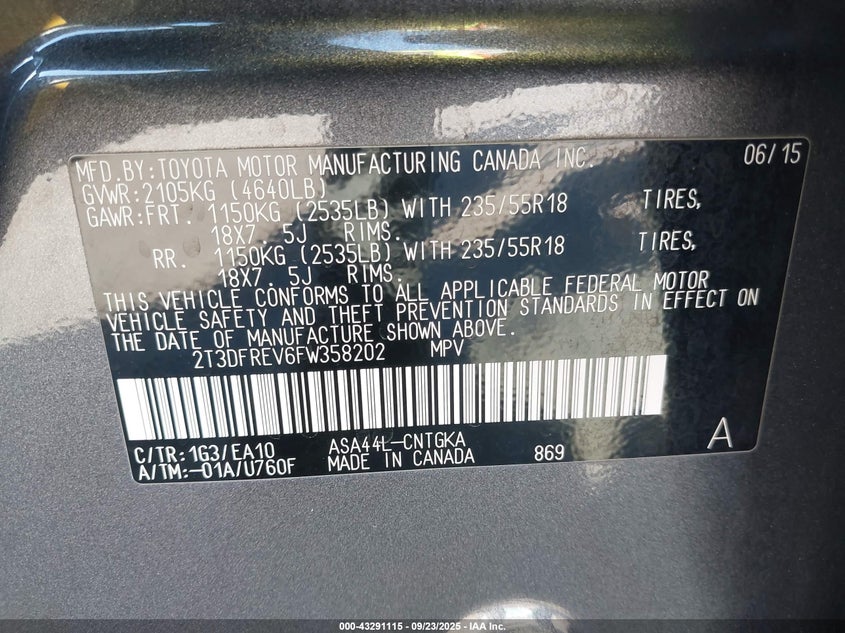 MFD.BY:TOYOTA MOTOR MANUFACTURING CANADA INC. 06/15
GVWR:2105KG (4640LB)
GAWR:FRT. 1150KG (2535LB) WITH 235/55R18 TIRES,
18X7. 5J RIMS.
RR. 1150KG (2535LB) WITH 235/55R18 TIRES,
18X7. 5J RIMS.
THIS VEHICLE CONFORMS TO ALL APPLICABLE FEDERAL MOTOR
VEHICLE SAFETY AND THEFT PREVENTION STANDARDS IN EFFECT ON
THE DATE OF MANUFACTURE SHOWN ABOVE.
2T3DFREV6FW358202 MPV
C/TR:1G3/EA10 ASA44L-CNTGKA
A/TM:-01A/U760F MADE IN CANADA 869 A
000-43291115 - 09/23/2025 - IAA Inc.